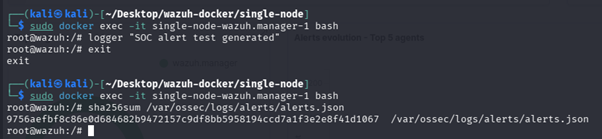 ┌──(kali㉿kali)-[~/Desktop/wazuh-docker/single-node]
└─$ sudo docker exec -it single-node-wazuh.manager-1 bash
root@wazuh:/# logger "SOC alert test generated"
root@wazuh:/# exit
exit
┌──(kali㉿kali)-[~/Desktop/wazuh-docker/single-node]
└─$ sudo docker exec -it single-node-wazuh.manager-1 bash
root@wazuh:/# sha256sum /var/ossec/logs/alerts/alerts.json
9756aefbf8c86e0d684682b9472157c9df8bb5958194ccd7a1f3e2e8f41d1067 /var/ossec/logs/alerts/alerts.json
root@wazuh:/#